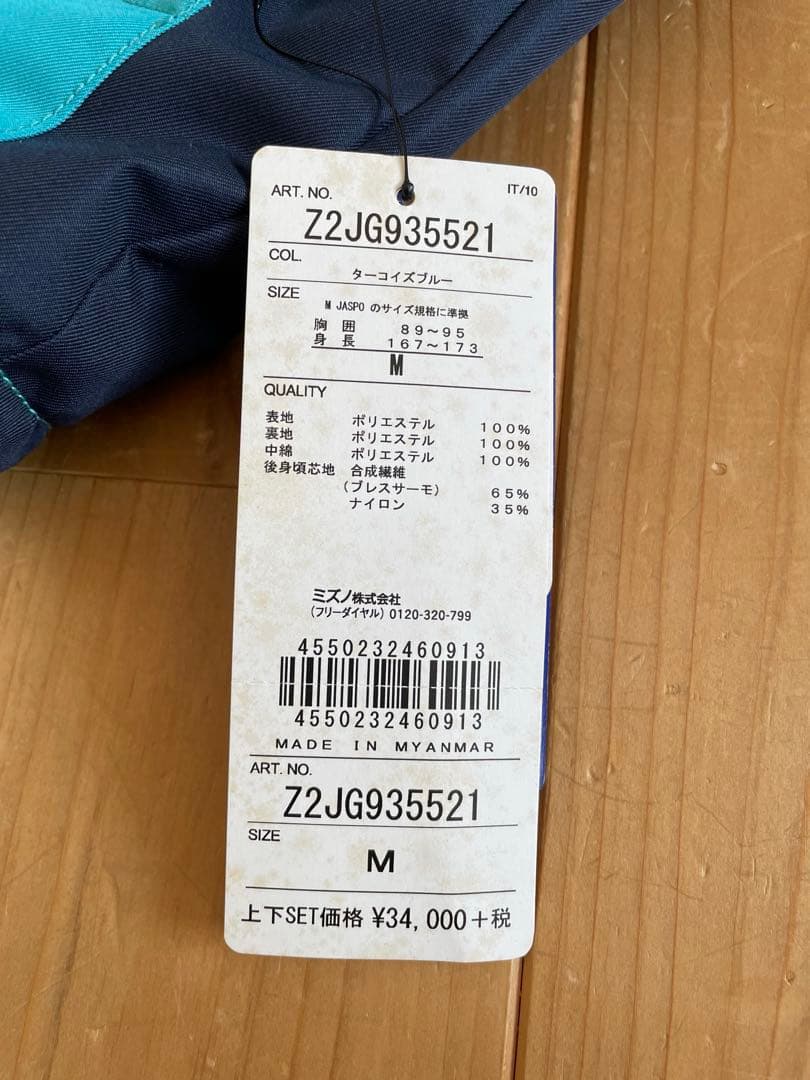 ART. NO.
IT/10
Z2JG935521
COL.
ターコイズブルー
SIZE
M JASPO のサイズ規格に準拠
胸 囲 89～95
身 長 167～173
M
QUALITY
表地 ポリエステル 100%
裏地 ポリエステル 100%
中綿 ポリエステル 100%
後身頃芯地 合成繊維
(ブレスサーモ) 65%
ナイロン 35%
ミズノ株式会社
(フリーダイヤル) 0120-320-799
4550232460913
4550232460913
MADE IN MYANMAR
ART. NO.
Z2JG935521
SIZE
M
上下SET価格 ¥34,000+税